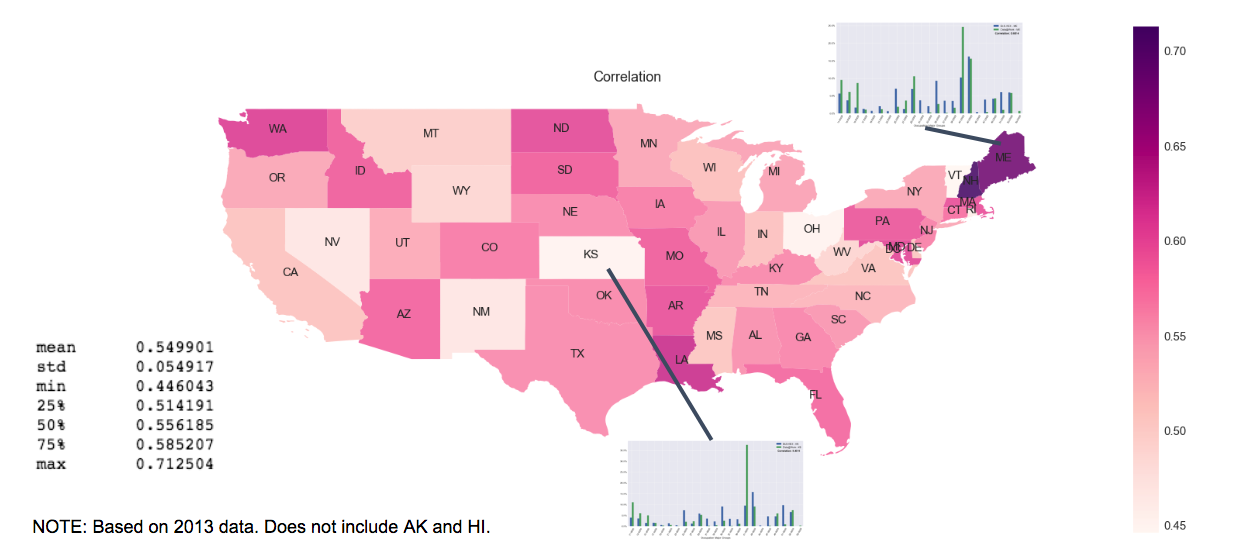 Correlation
0.70
0.65
0.60
0.55
0.50
0.45
WA
MT
ND
MN
ID
OR
SD
WI
MI
WY
VT
NH
ME
NY
MA
CT
RI
IA
NE
PA
NJ
NV
UT
CO
KS
IL
IN
OH
MD
DC
DE
WV
CA
MO
KY
VA
AZ
NM
OK
AR
TN
NC
SC
TX
LA
MS
AL
GA
FL
mean 0.549901
std 0.054917
min 0.446043
25% 0.514191
50% 0.556185
75% 0.585207
max 0.712504
NOTE: Based on 2013 data. Does not include AK and HI.